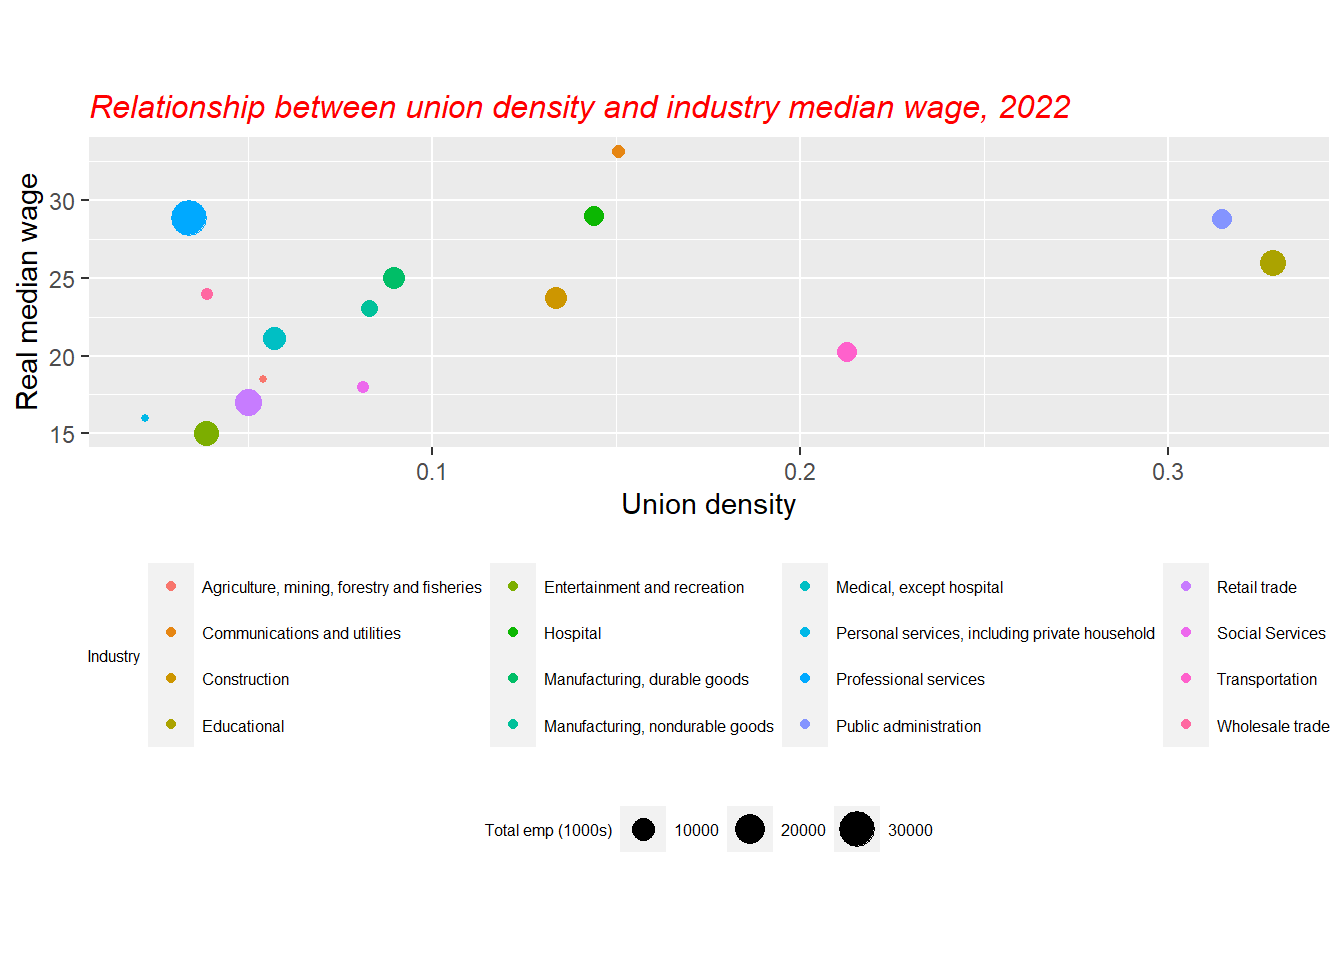 Relationship between union density and industry median wage, 2022
Real median wage
30
25
20
15
0.1 0.2 0.3
Union density
Industry
Agriculture, mining, forestry and fisheries
Communications and utilities
Construction
Educational
Entertainment and recreation
Hospital
Manufacturing, durable goods
Manufacturing, nondurable goods
Medical, except hospital
Personal services, including private household
Professional services
Public administration
Retail trade
Social Services
Transportation
Wholesale trade
Total emp (1000s) 10000 20000 30000